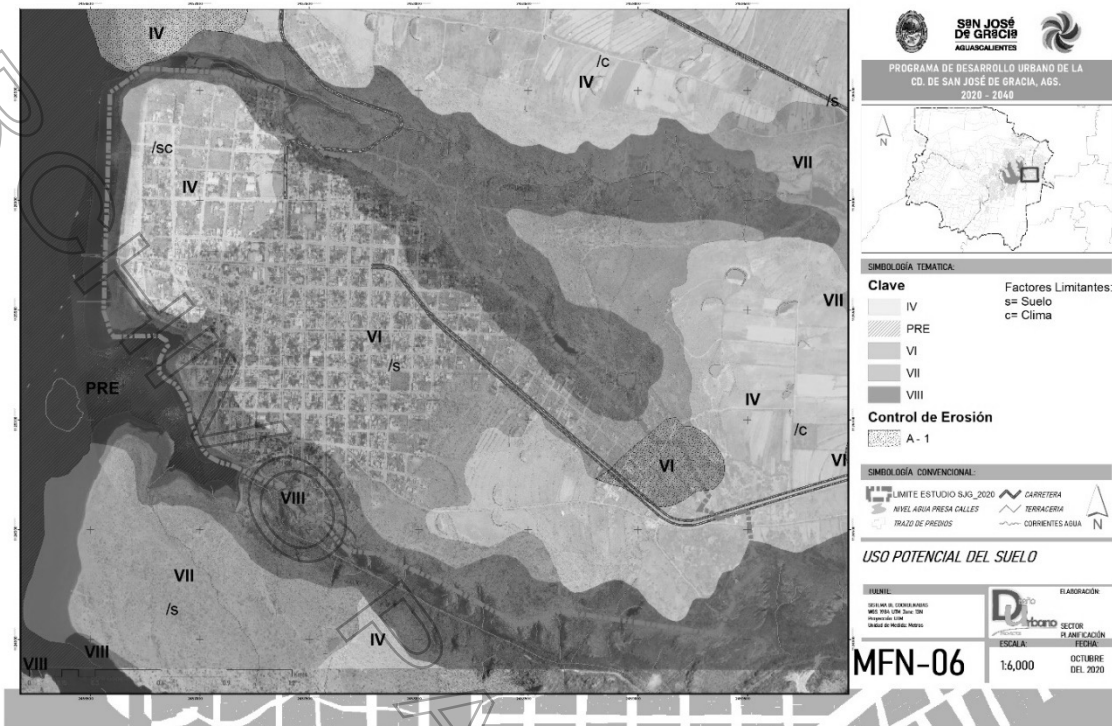 SAN JOSÉ
DE GRACIA
AGUASCALIENTES
PROGRAMA DE DESARROLLO URBANO DE LA
CD. DE SAN JOSÉ DE GRACIA, AGS.
2020 - 2040
N
SIMBOLOGÍA TEMATICA:
Clave
IV
PRE
VI
VII
VIII
Factores Limitantes:
s= Suelo
c= Clima
Control de Erosión
A - 1
SIMBOLOGÍA CONVENCIONAL:
LIMITE ESTUDIO SJG_2020
NIVEL AGUA PRESA CALLES
TRAZO DE PREDIOS
CARRETERA
TERRACERIA
CORRIENTES AGUA
N
USO POTENCIAL DEL SUELO
FUENTE:
ELABORACIÓN:
Diseño
Urbano
SECTOR
PLANIFICACIÓN
MFN-06
ESCALA:
1:6,000
FECHA:
OCTUBRE
DEL 2020
IV
/c
IV
/s
VII
/sc
IV
VII
VI
/s
PRE
IV
/c
VI
VI
VIII
VII
/s
IV
VIII
VIII